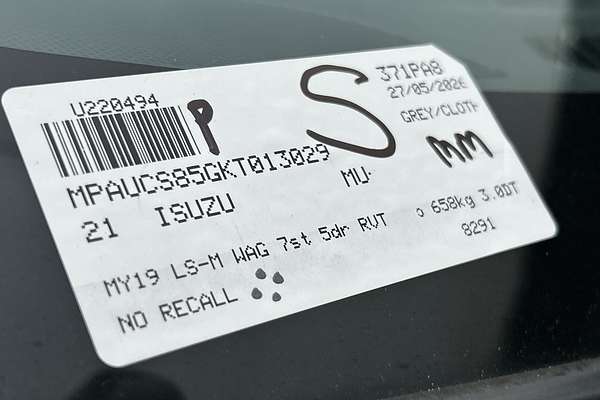 U220494
P
S
371PA8
27/05/2026
GREY/CLOTH
MPAUCS85GKT013029
mm
21 ISUZU MU-
MY19 LS-M WAG 7st 5dr RVT
658kg 3.0DT
8291
NO RECALL